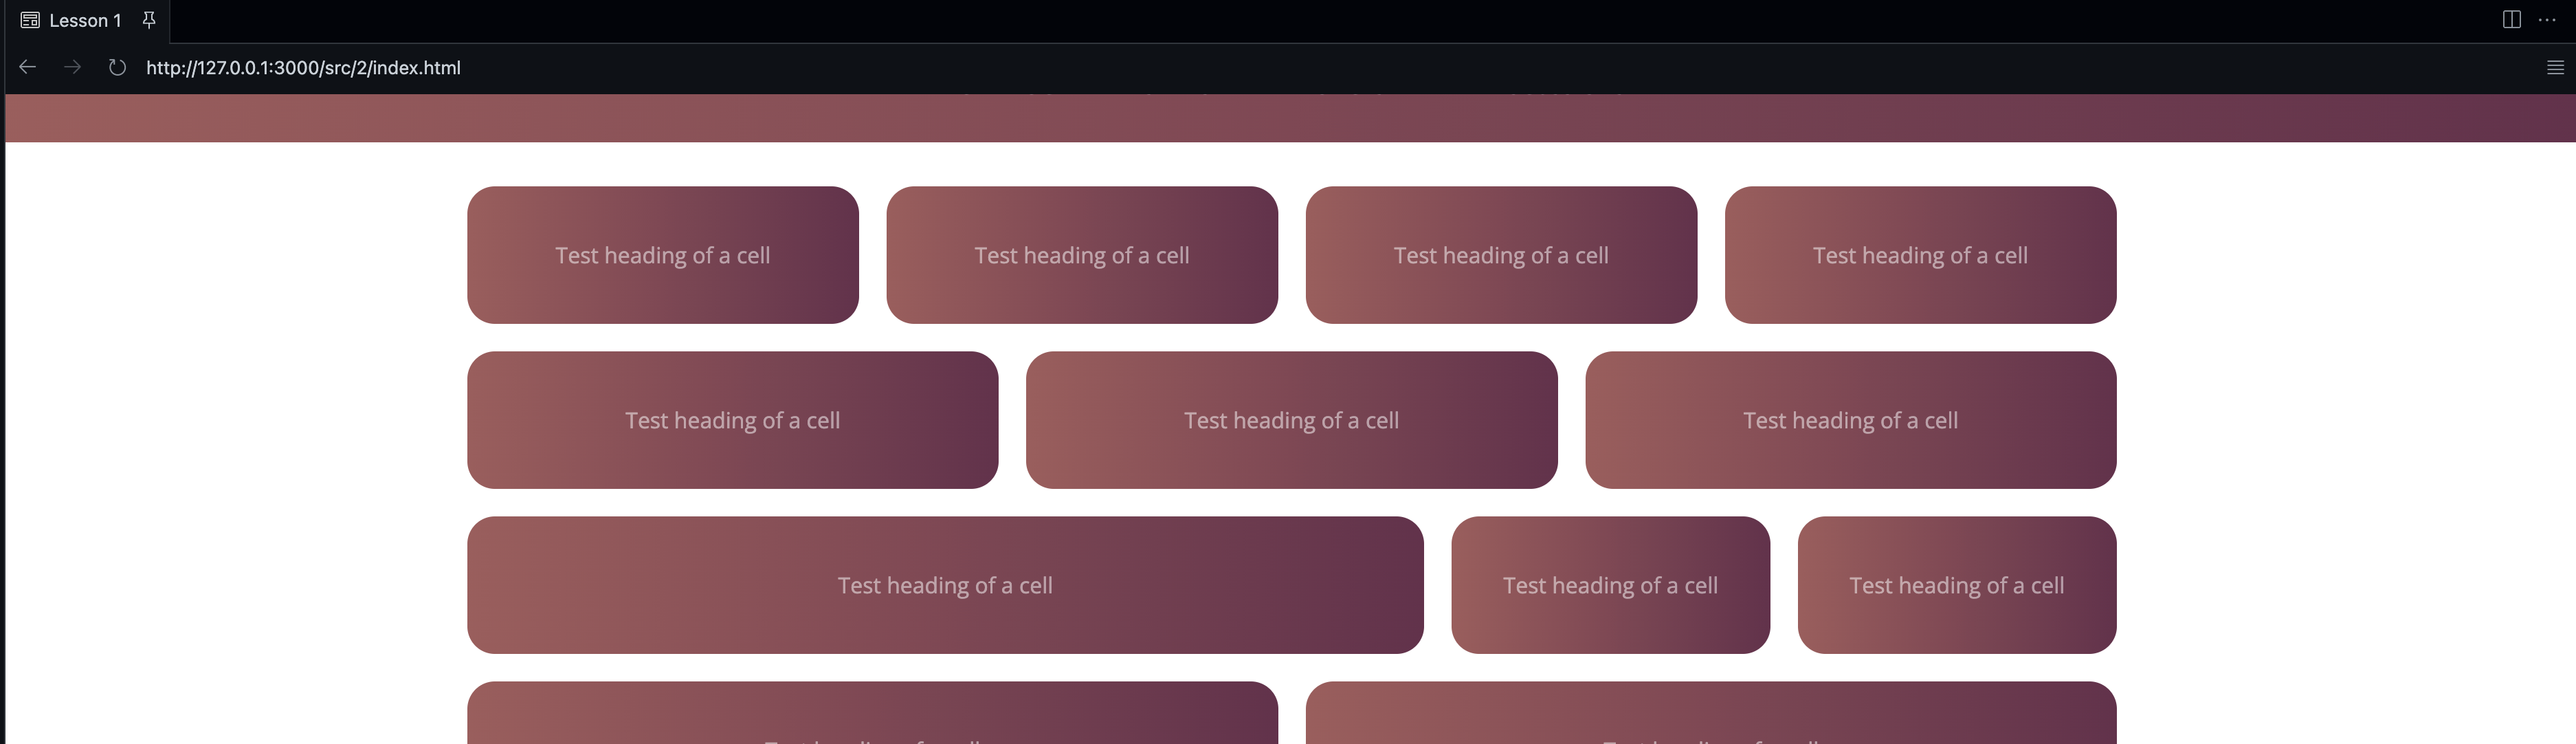 Lesson 1
http://127.0.0.1:3000/src/2/index.html
Test heading of a cell Test heading of a cell Test heading of a cell Test heading of a cell
Test heading of a cell Test heading of a cell Test heading of a cell
Test heading of a cell Test heading of a cell Test heading of a cell